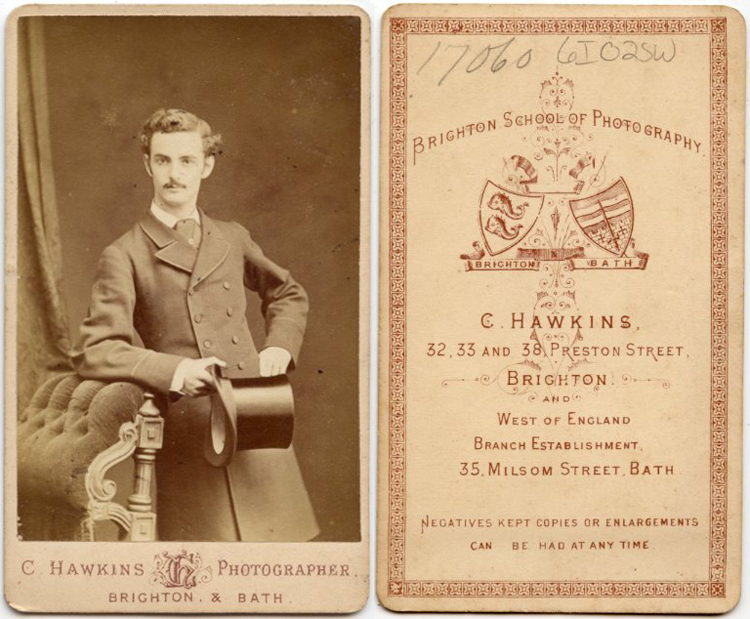 C. HAWKINS H PHOTOGRAPHER.
BRIGHTON. & BATH.
17060 6I02SW
BRIGHTON SCHOOL OF PHOTOGRAPHY.
BRIGHTON BATH
C. HAWKINS,
32, 33 AND 38, PRESTON STREET,
BRIGHTON.
AND
WEST OF ENGLAND
BRANCH ESTABLISHMENT,
35, MILSOM STREET, BATH.
NEGATIVES KEPT COPIES OR ENLARGEMENTS
CAN BE HAD AT ANY TIME.